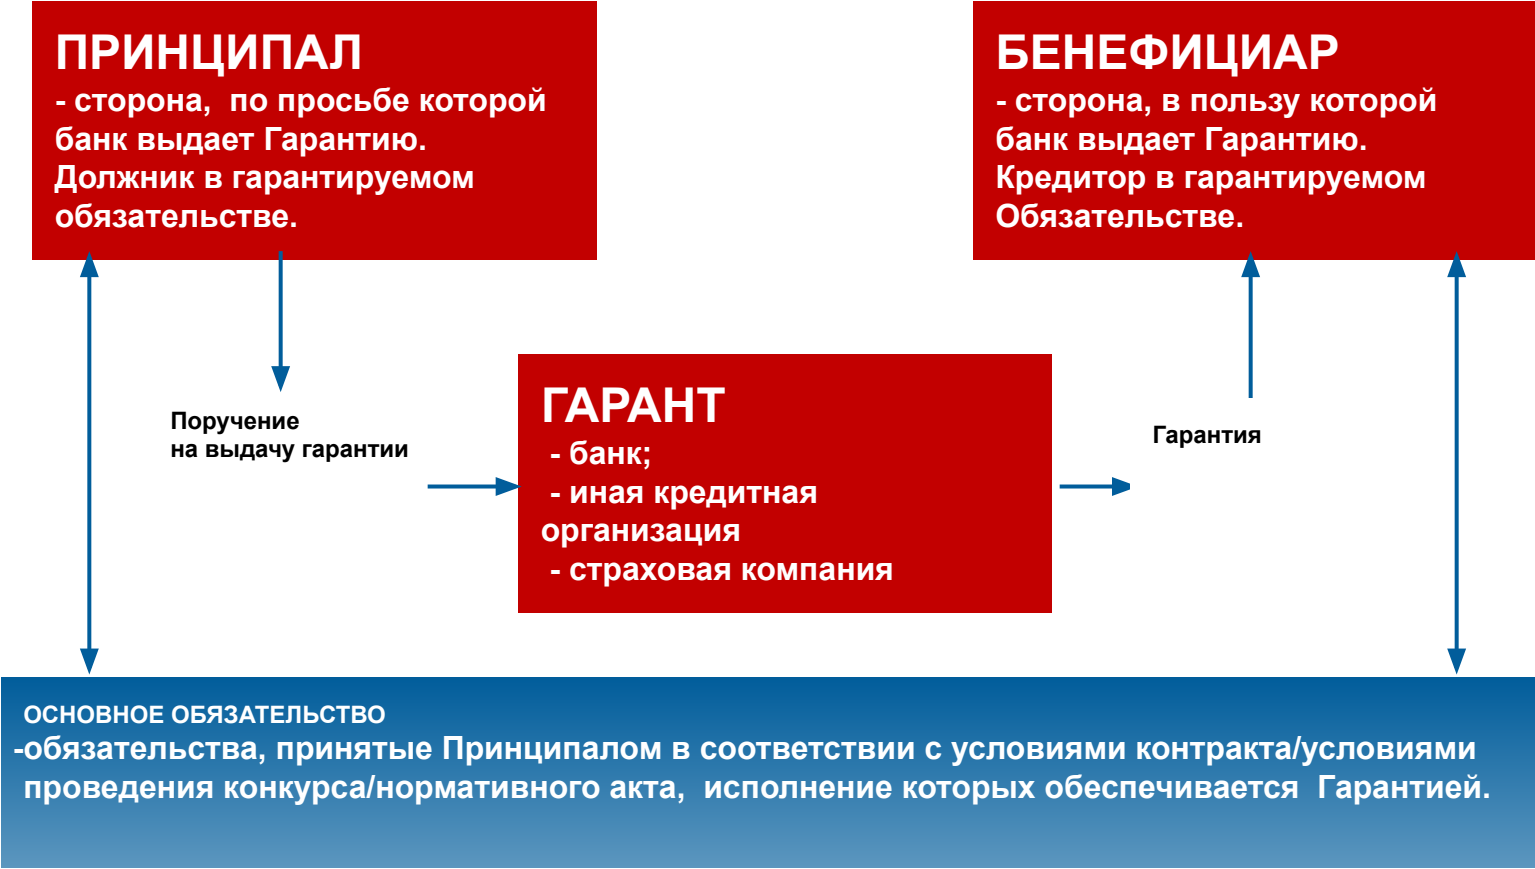 ПРИНЦИПАЛ
- сторона,  по просьбе которой
банк выдает Гарантию.
Должник в гарантируемом
обязательстве.
БЕНЕФИЦИАР
- сторона, в пользу которой
банк выдает Гарантию.
Кредитор в гарантируемом
Обязательстве.
Поручение
на выдачу гарантии
ГАРАНТ
- банк;
- иная кредитная
организация
- страховая компания
Гарантия
ОСНОВНОЕ ОБЯЗАТЕЛЬСТВО
-обязательства, принятые Принципалом в соответствии с условиями контракта/условиями
проведения конкурса/нормативного акта,  исполнение которых обеспечивается  Гарантией.